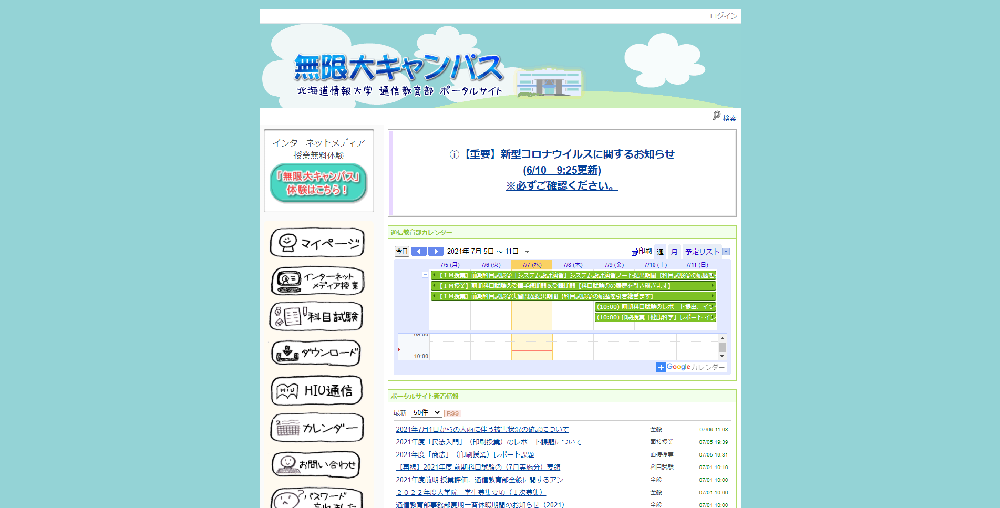 ログイン
無限大キャンパス
北海道情報大学 通信教育部 ポータルサイト
検索
インターネットメディア
授業無料体験
「無限大キャンパス」
体験はこちら！
マイページ
インターネット
メディア授業
科目試験
ダウンロード
HIU
HIU通信
2
カレンダー
お問い合わせ
?
パスワード
忘れました
ⓘ【重要】新型コロナウイルスに関するお知らせ
(6/10　9:25更新)
※必ずご確認ください。
通信教育部カレンダー
今日 2021年 7月 5日 ～ 11日 印刷 週 月 予定リスト
7/5 (月) 7/6 (火) 7/7 (水) 7/8 (木) 7/9 (金) 7/10 (土) 7/11 (日)
【ＩＭ授業】前期科目試験②「システム設計演習」システム設計演習ノート提出期間【科目試験①の履歴を
【ＩＭ授業】前期科目試験②受講手続期間＆受講期間【科目試験①の履歴を引き継ぎます】
【ＩＭ授業】前期科目試験②実習問題提出期間【科目試験①の履歴を引き継ぎます】
(10:00) 前期科目試験②レポート提出、イン
(10:00) 印刷授業「健康科学」レポート イン
09:00
10:00
Googleカレンダー
ポータルサイト新着情報
最新 50件 RSS
2021年7月1日からの大雨に伴う被害状況の確認について 全般 07/06 11:08
2021年度「民法入門」（印刷授業）のレポート課題について 面接授業 07/05 19:39
2021年度「商法」（印刷授業）レポート課題 面接授業 07/05 19:31
【再掲】2021年度 前期科目試験②（7月実施分）要領 科目試験 07/01 10:10
2021年度前期 授業評価、通信教育部全般に関するアン... 全般 07/01 10:00
２０２２年度大学院　学生募集要項（１次募集） 全般 07/01 10:00
通信教育部事務部夏期一斉休暇期間のお知らせ（2021） 全般 07/01 10:00